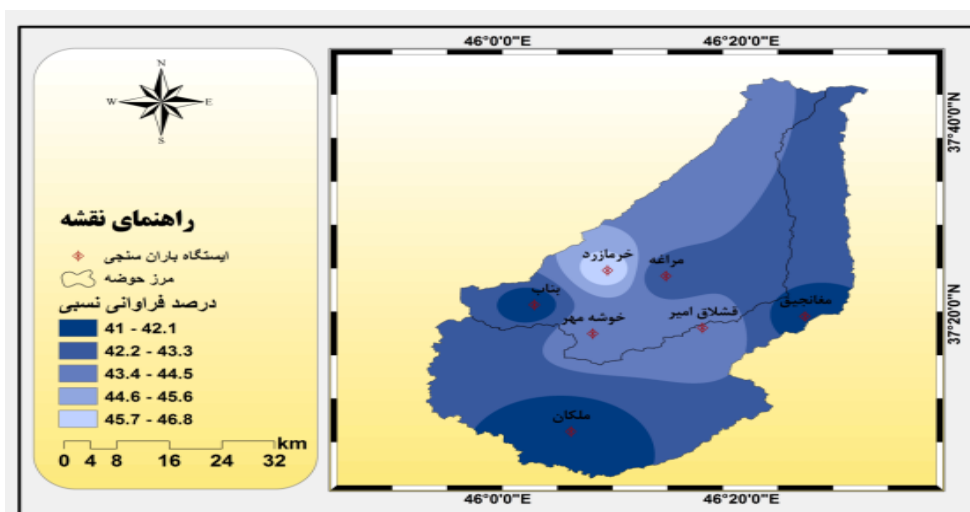 46°0'0"E
46°20'0"E
N
W
E
S
راهنمای نقشه
ایستگاه باران سنجی
مرز حوضه
درصد فراوانی نسبی
41 - 42.1
42.2 - 43.3
43.4 - 44.5
44.6 - 45.6
45.7 - 46.8
km
0 4 8 16 24 32
37°40'0"N
37°20'0"N
خرمازرد
مراغه
بناب
مغانجیق
قشلاق امیر
خوشه مهر
ملکان
46°0'0"E
46°20'0"E